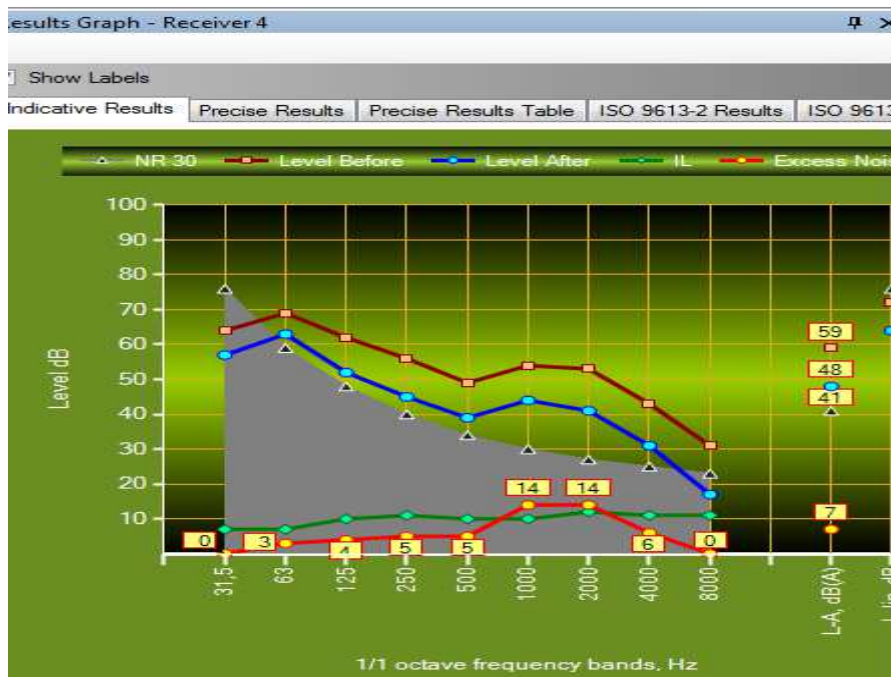 esults Graph - Receiver 4
Show Labels
Indicative Results Precise Results Precise Results Table ISO 9613-2 Results ISO 9613
NR 30 Level Before Level After IL Excess Nois
100
90
80
70
60
50
40
30
20
10
Level dB
59
48
41
14 14
7
0 3 4 5 5 6 0
31,5 63 125 250 500 1000 2000 4000 8000 L-A, dB(A) L-lin, dB
1/1 octave frequency bands, Hz